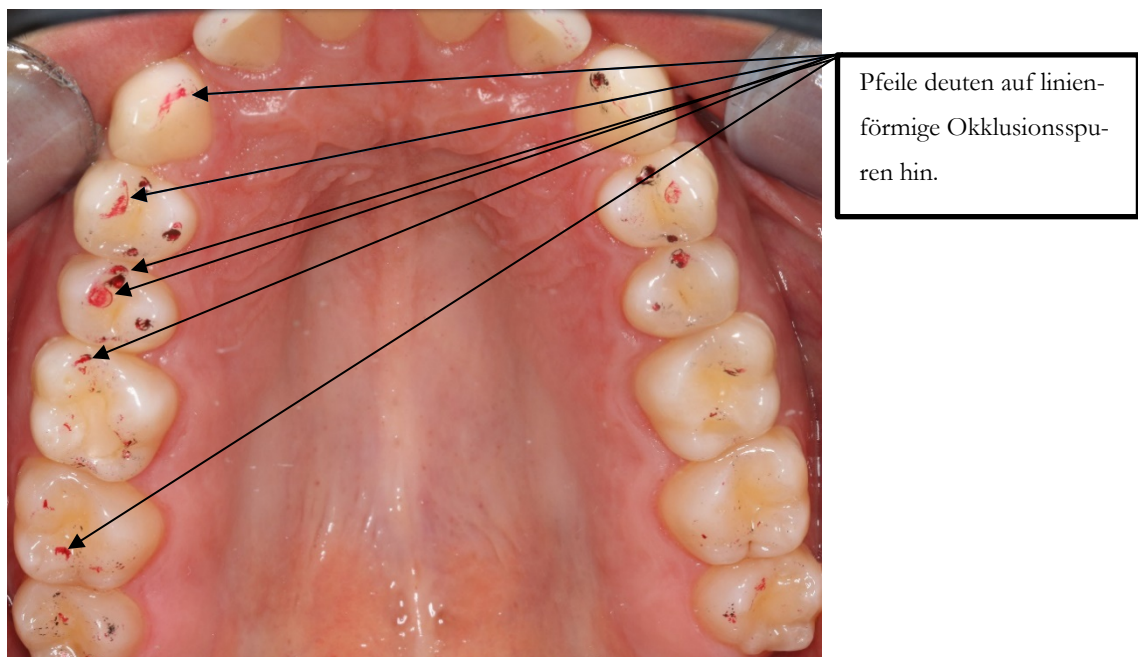 Pfeile deuten auf linien-
förmige Okklusionsspu-
ren hin.